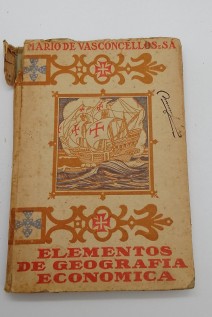 MARIO DE VASCONCELLOS E SA
ELEMENTOS
DE GEOGRAFIA
ECONOMICA